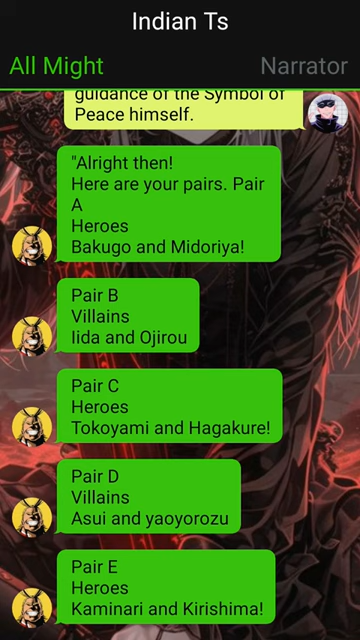 Indian Ts
All Might
Narrator
guidance of the Symbol of
Peace himself.
"Alright then!
Here are your pairs. Pair
A
Heroes
Bakugo and Midoriya!
Pair B
Villains
Iida and Ojirou
Pair C
Heroes
Tokoyami and Hagakure!
Pair D
Villains
Asui and yaoyorozu
Pair E
Heroes
Kaminari and Kirishima!